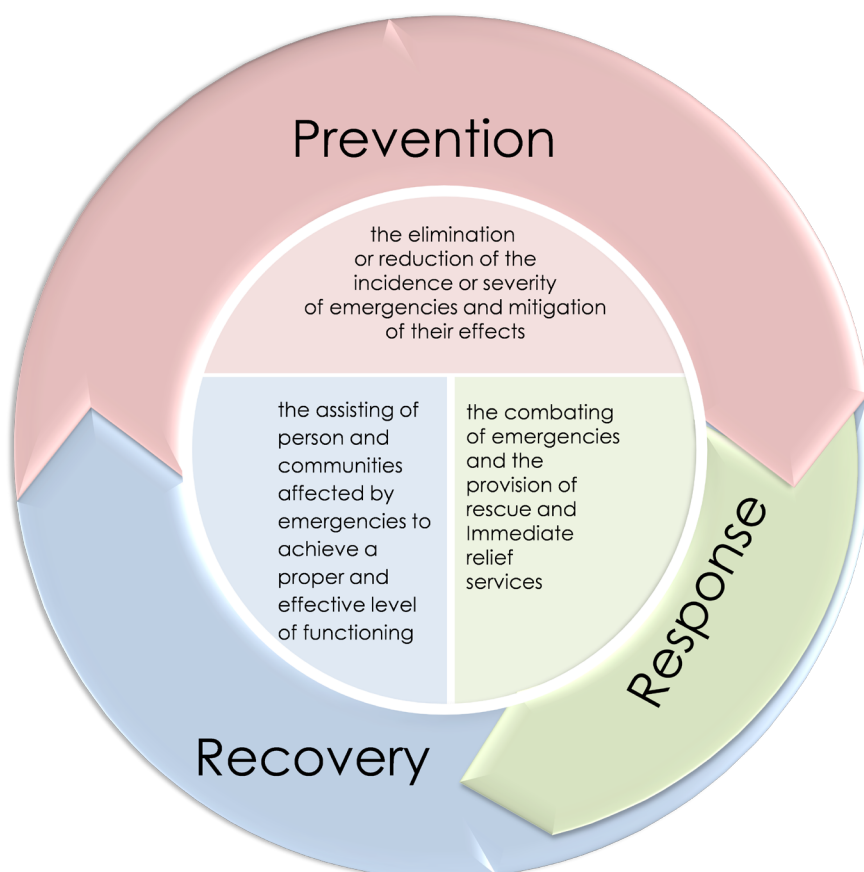 Prevention
the elimination
or reduction of the
incidence or severity
of emergencies and mitigation
of their effects
the assisting of
person and
communities
affected by
emergencies to
achieve a
proper and
effective level
of functioning
the combating
of emergencies
and the
provision of
rescue and
Immediate
relief
services
Response
Recovery